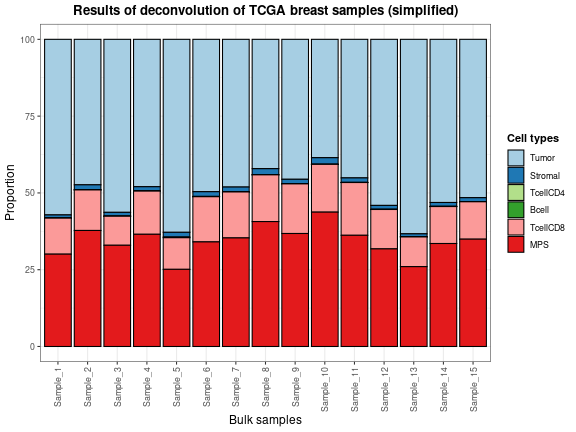 Results of deconvolution of TCGA breast samples (simplified)
Proportion
100
75
50
25
0
Sample_1
Sample_2
Sample_3
Sample_4
Sample_5
Sample_6
Sample_7
Sample_8
Sample_9
Sample_10
Sample_11
Sample_12
Sample_13
Sample_14
Sample_15
Bulk samples
Cell types
Tumor
Stromal
TcellCD4
Bcell
TcellCD8
MPS